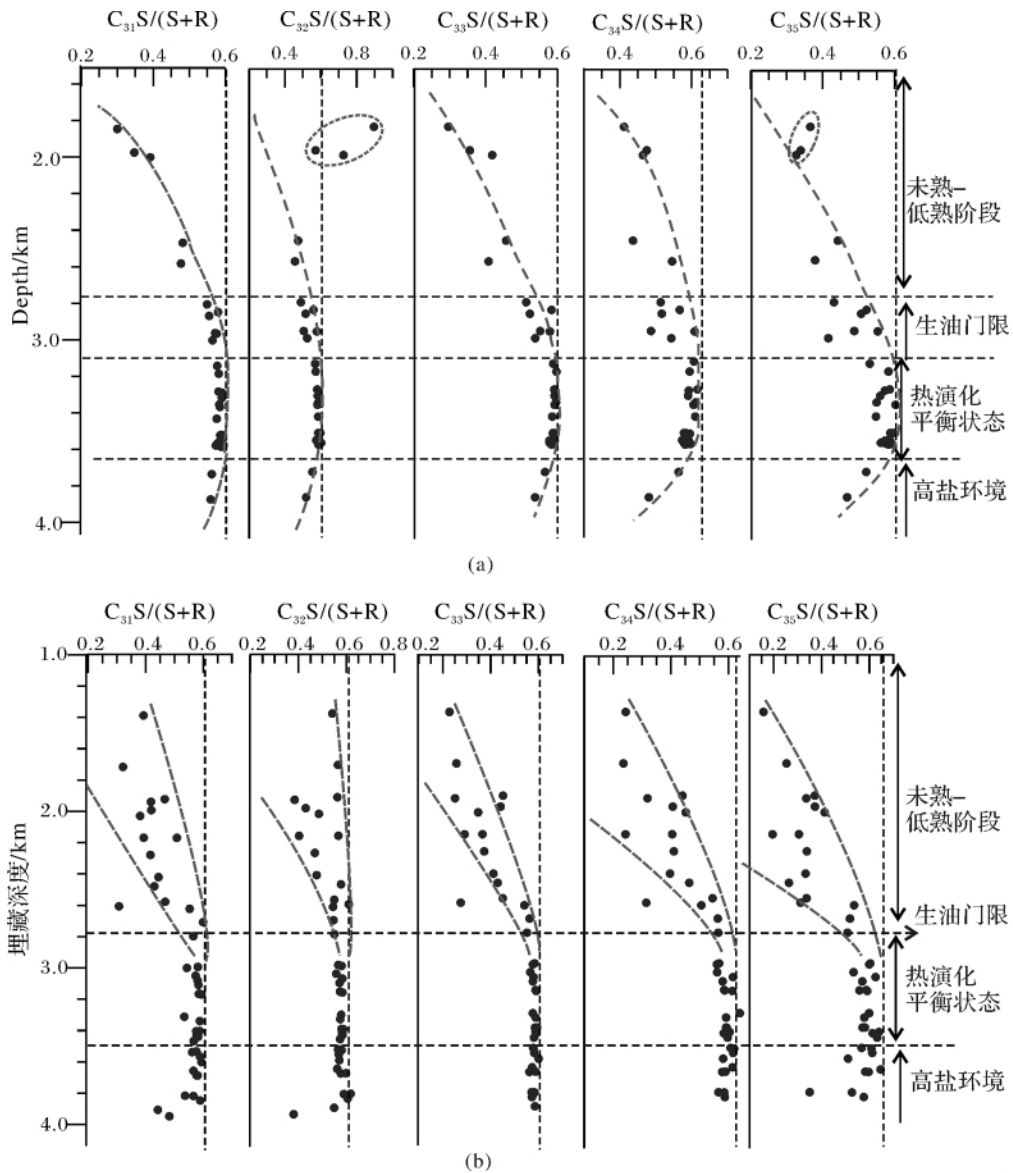 C₃₁S/(S+R) C₃₂S/(S+R) C₃₃S/(S+R) C₃₄S/(S+R) C₃₅S/(S+R)
0.2 0.4 0.6 0.4 0.8 0.2 0.4 0.6 0.4 0.6 0.2 0.4 0.6
Depth/km
2.0
3.0
4.0
未熟–
低熟阶段
生油门限
热演化
平衡状态
高盐环境
(a)
C₃₁S/(S+R) C₃₂S/(S+R) C₃₃S/(S+R) C₃₄S/(S+R) C₃₅S/(S+R)
0.2 0.4 0.6 0.2 0.4 0.6 0.8 0.2 0.4 0.6 0.2 0.4 0.6 0.2 0.4 0.6
埋藏深度/km
1.0
2.0
3.0
4.0
未熟–
低熟阶段
生油门限
热演化
平衡状态
高盐环境
(b)